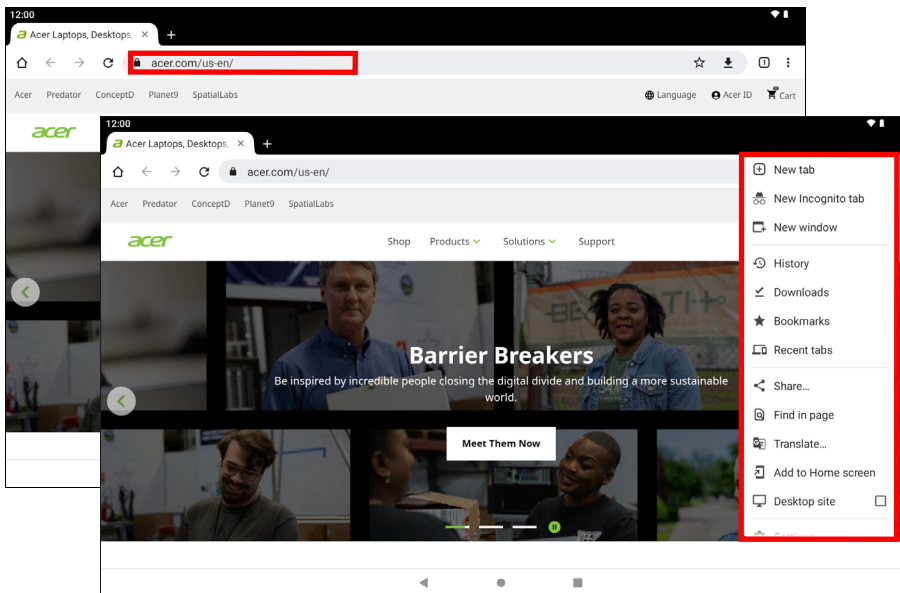 12:00
Acer Laptops, Desktops,
acer.com/us-en/
1
Acer Predator ConceptD Planet9 SpatialLabs Language Acer ID Cart
acer
12:00
Acer Laptops, Desktops,
acer.com/us-en/
Acer Predator ConceptD Planet9 SpatialLabs
acer Shop Products Solutions Support
Barrier Breakers
Be inspired by incredible people closing the digital divide and building a more sustainable
world.
Meet Them Now
New tab
New Incognito tab
New window
History
Downloads
Bookmarks
Recent tabs
Share...
Find in page
Translate...
Add to Home screen
Desktop site